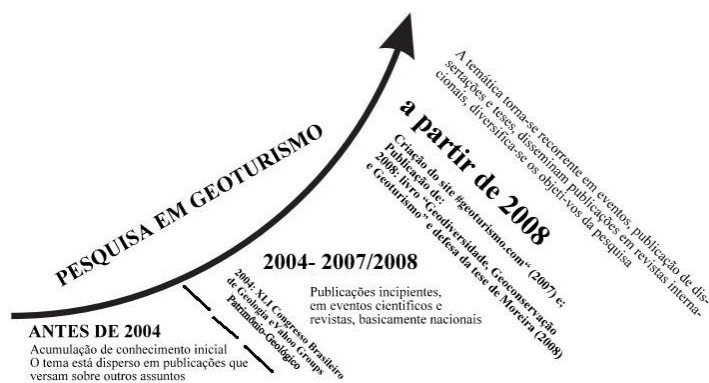 PESQUISA EM GEOTURISMO
ANTES DE 2004
Acumulação de conhecimento inicial
O tema está disperso em publicações que
versam sobre outros assuntos
2004: XLI Congresso Brasileiro
de Geologia eYahoo Groups
Patrimônio-Geológico
2004- 2007/2008
Publicações incipientes,
em eventos científicos e
revistas, basicamente nacionais
Criação do site #geoturismo.com“ (2007) e;
Publicação de:
2008: livro “Geodiversidade, Geoconservação
e Geoturismo” e defesa da tese de Moreira (2008)
a partir de 2008
A temática torna-se recorrente em eventos, publicação de dis-
sertações e teses, disseminam publicações em revistas interna-
cionais, diversifica-se os objeti-vos da pesquisa